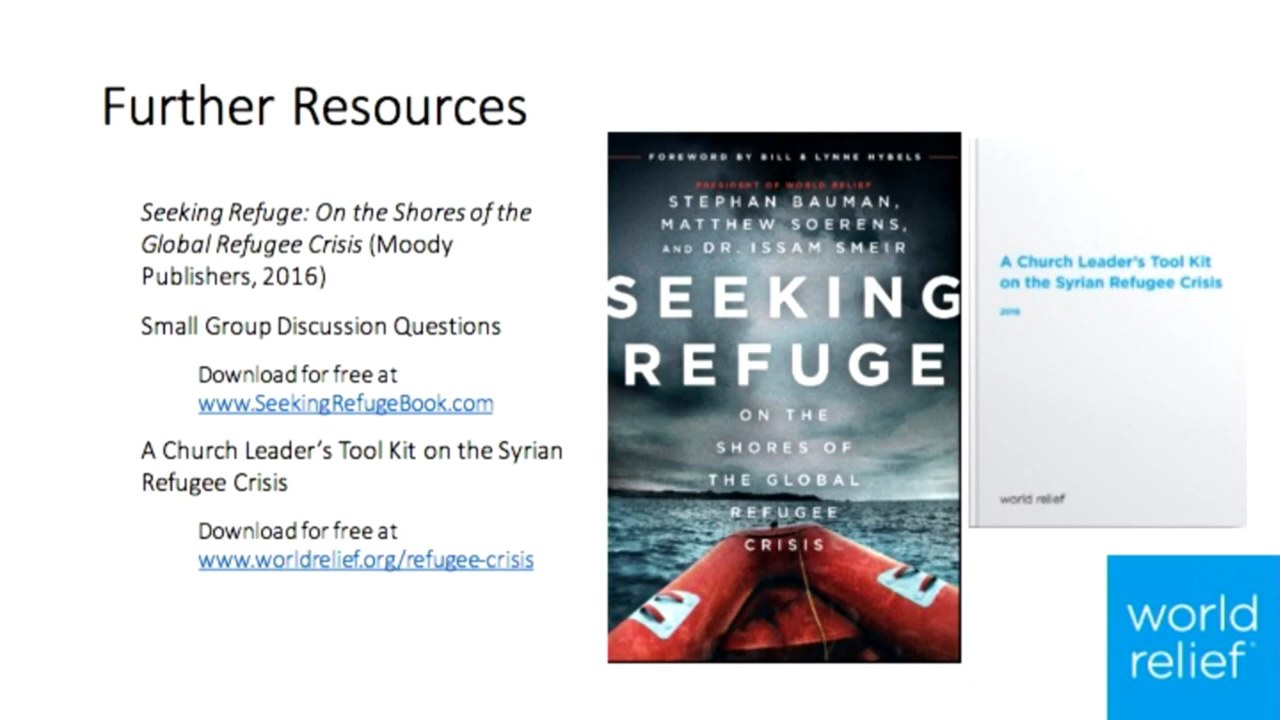 Further Resources
Seeking Refuge: On the Shores of the
Global Refugee Crisis (Moody
Publishers, 2016)
Small Group Discussion Questions
Download for free at
www.SeekingRefugeBook.com
A Church Leader's Tool Kit on the Syrian
Refugee Crisis
Download for free at
www.worldrelief.org/refugee-crisis
FOREWORD BY BILL & LYNNE HYBELS
PRESIDENT OF WORLD RELIEF
STEPHAN BAUMAN,
MATTHEW SOERENS,
AND DR. ISSAM SMEIR
SEEKING
REFUGE
ON THE
SHORES OF
THE GLOBAL
REFUGEE
CRISIS
A Church Leader's Tool Kit
on the Syrian Refugee Crisis
2016
world relief
world
relief